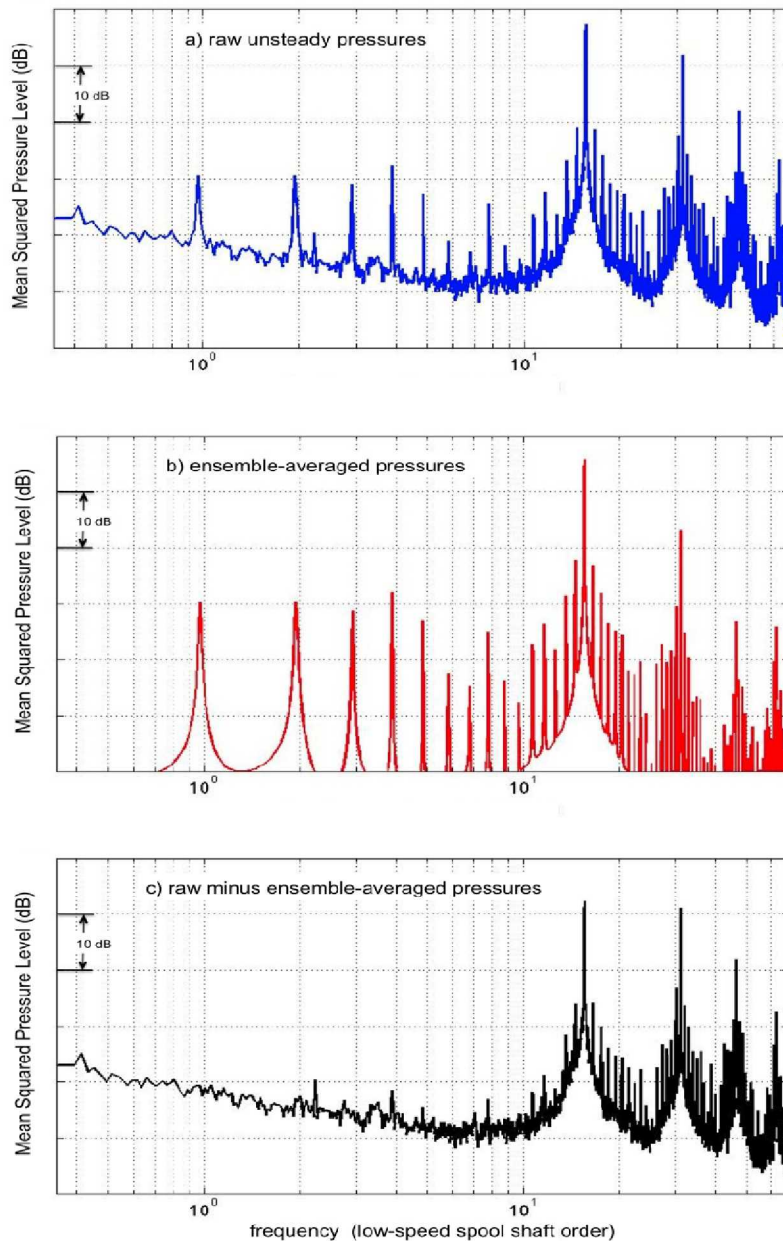 a) raw unsteady pressures
Mean Squared Pressure Level (dB)
10 dB
10⁰
10¹
b) ensemble-averaged pressures
Mean Squared Pressure Level (dB)
10 dB
10⁰
10¹
c) raw minus ensemble-averaged pressures
Mean Squared Pressure Level (dB)
10 dB
10⁰
10¹
frequency (low-speed spool shaft order)